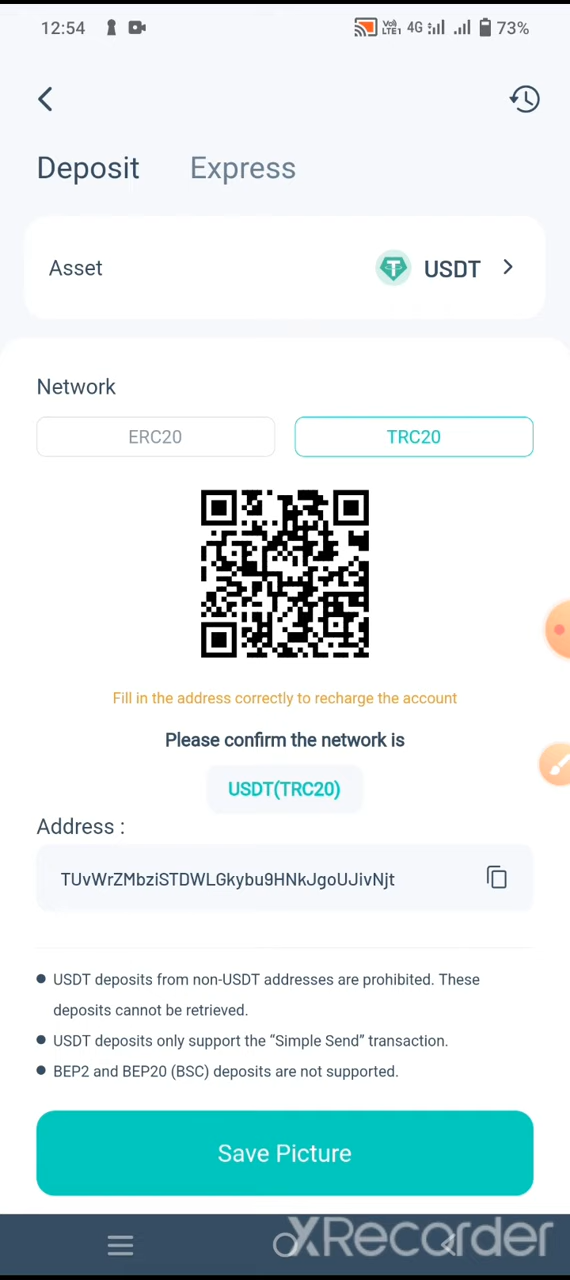 12:54
Vo)
LTE1
4G
73%
Deposit
Express
Asset
USDT
Network
ERC20
TRC20
Fill in the address correctly to recharge the account
Please confirm the network is
USDT(TRC20)
Address :
TUvWrZMbziSTDWLGkybu9HNkJgoUJivNjt
● USDT deposits from non-USDT addresses are prohibited. These
deposits cannot be retrieved.
● USDT deposits only support the “Simple Send” transaction.
● BEP2 and BEP20 (BSC) deposits are not supported.
Save Picture
XRecorder